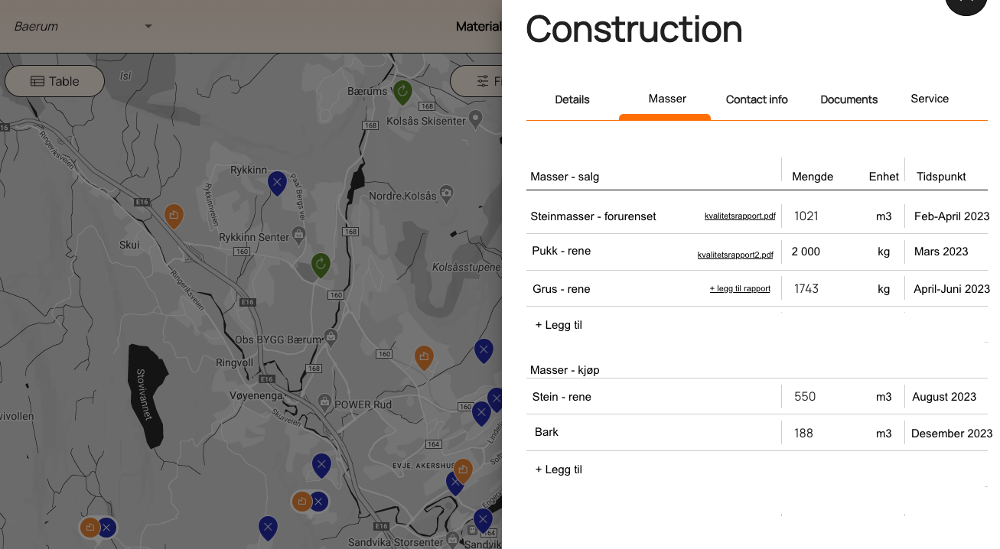 Baerum
Material
Table
Fi
Isi
Bærums V
168
Kolsås Skisenter
168
16
Ringeriksveien
Rykkinn
Rykkinnveien
Paal Bergs vei
Nordre Kolsås
E16
Skui
Rykkinn Senter
160
168
Kolsåsstupene
Ringeriksveien
160
E16
Obs BYGG Bærum
160
Ringvoll
168
E16
Stovivannet
Vøyenenga
POWER Rud
160
vivollen
Skuiveien
164
EVJE, AKERSHUS
E16
164
Sandvika Storsenter
Sandvik
Construction
Details
Masser
Contact info
Documents
Service
Masser - salg Mengde Enhet Tidspunkt
Steinmasser - forurenset kvalitetsrapport.pdf 1021 m3 Feb-April 2023
Pukk - rene kvalitetsrapport2.pdf 2 000 kg Mars 2023
Grus - rene + legg til rapport 1743 kg April-Juni 2023
+ Legg til
Masser - kjøp
Stein - rene 550 m3 August 2023
Bark 188 m3 Desember 2023
+ Legg til